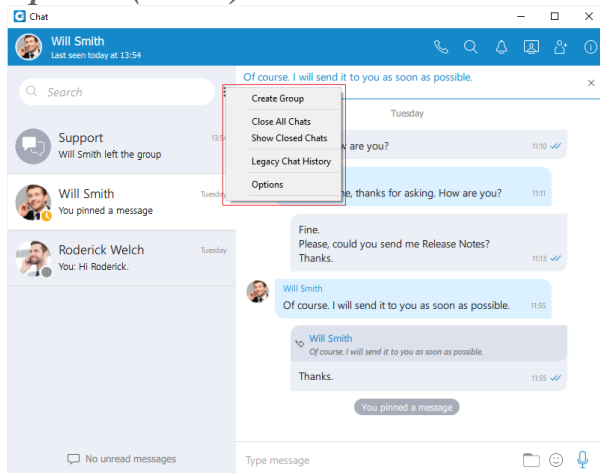 Chat
Will Smith
Last seen today at 13:54
Search
Support
13:54
Will Smith left the group
Will Smith
Tuesday
You pinned a message
Roderick Welch
Tuesday
You: Hi Roderick.
No unread messages
Create Group
Close All Chats
Show Closed Chats
Legacy Chat History
Options
Of course. I will send it to you as soon as possible.
Tuesday
are you?
11:10
thanks for asking. How are you?
11:11
Fine.
Please, could you send me Release Notes?
Thanks.
11:13
Will Smith
Of course. I will send it to you as soon as possible.
11:55
Will Smith
Of course. I will send it to you as soon as possible.
Thanks.
11:55
You pinned a message
Type message